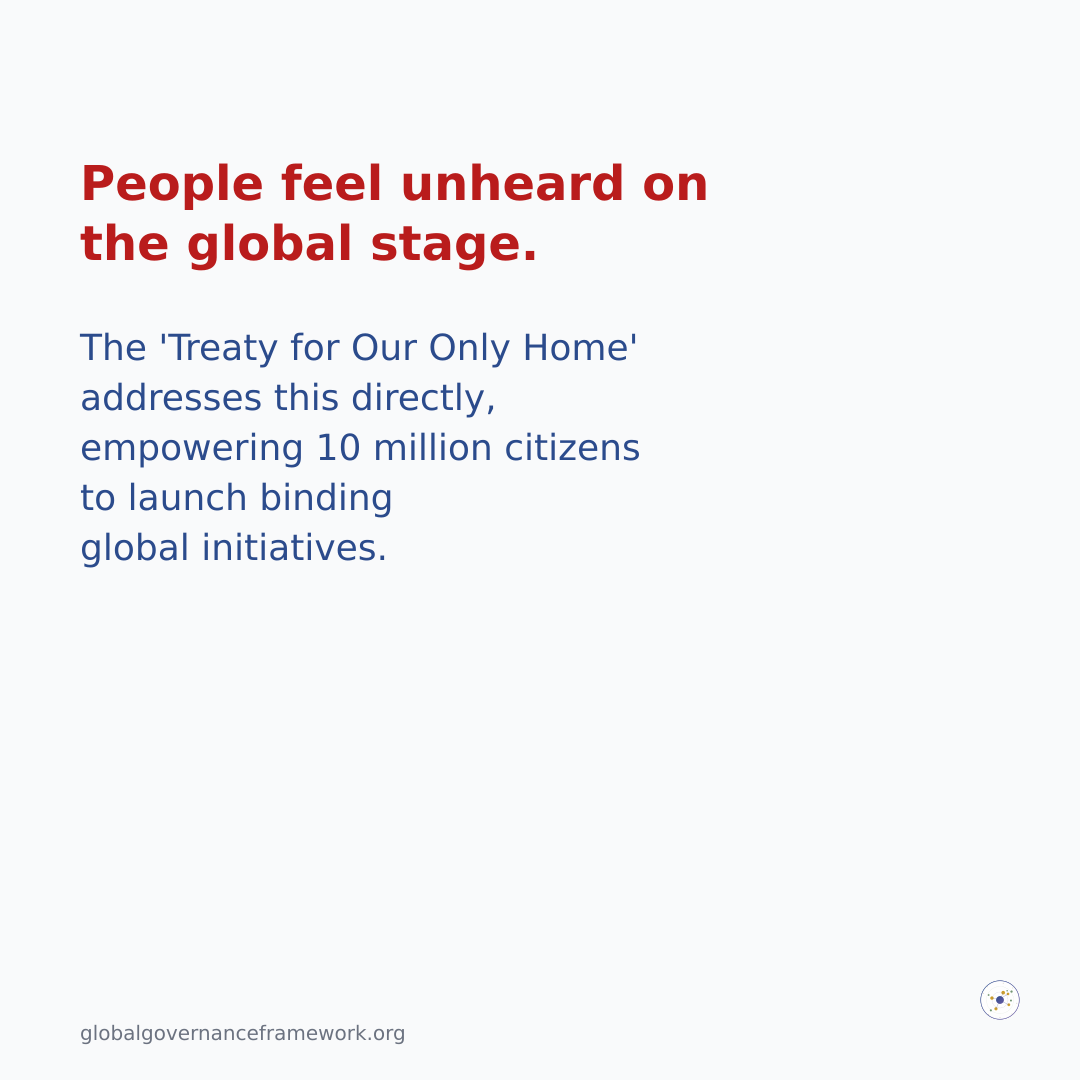 People feel unheard on
the global stage.
The 'Treaty for Our Only Home'
addresses this directly,
empowering 10 million citizens
to launch binding
global initiatives.
globalgovernanceframework.org